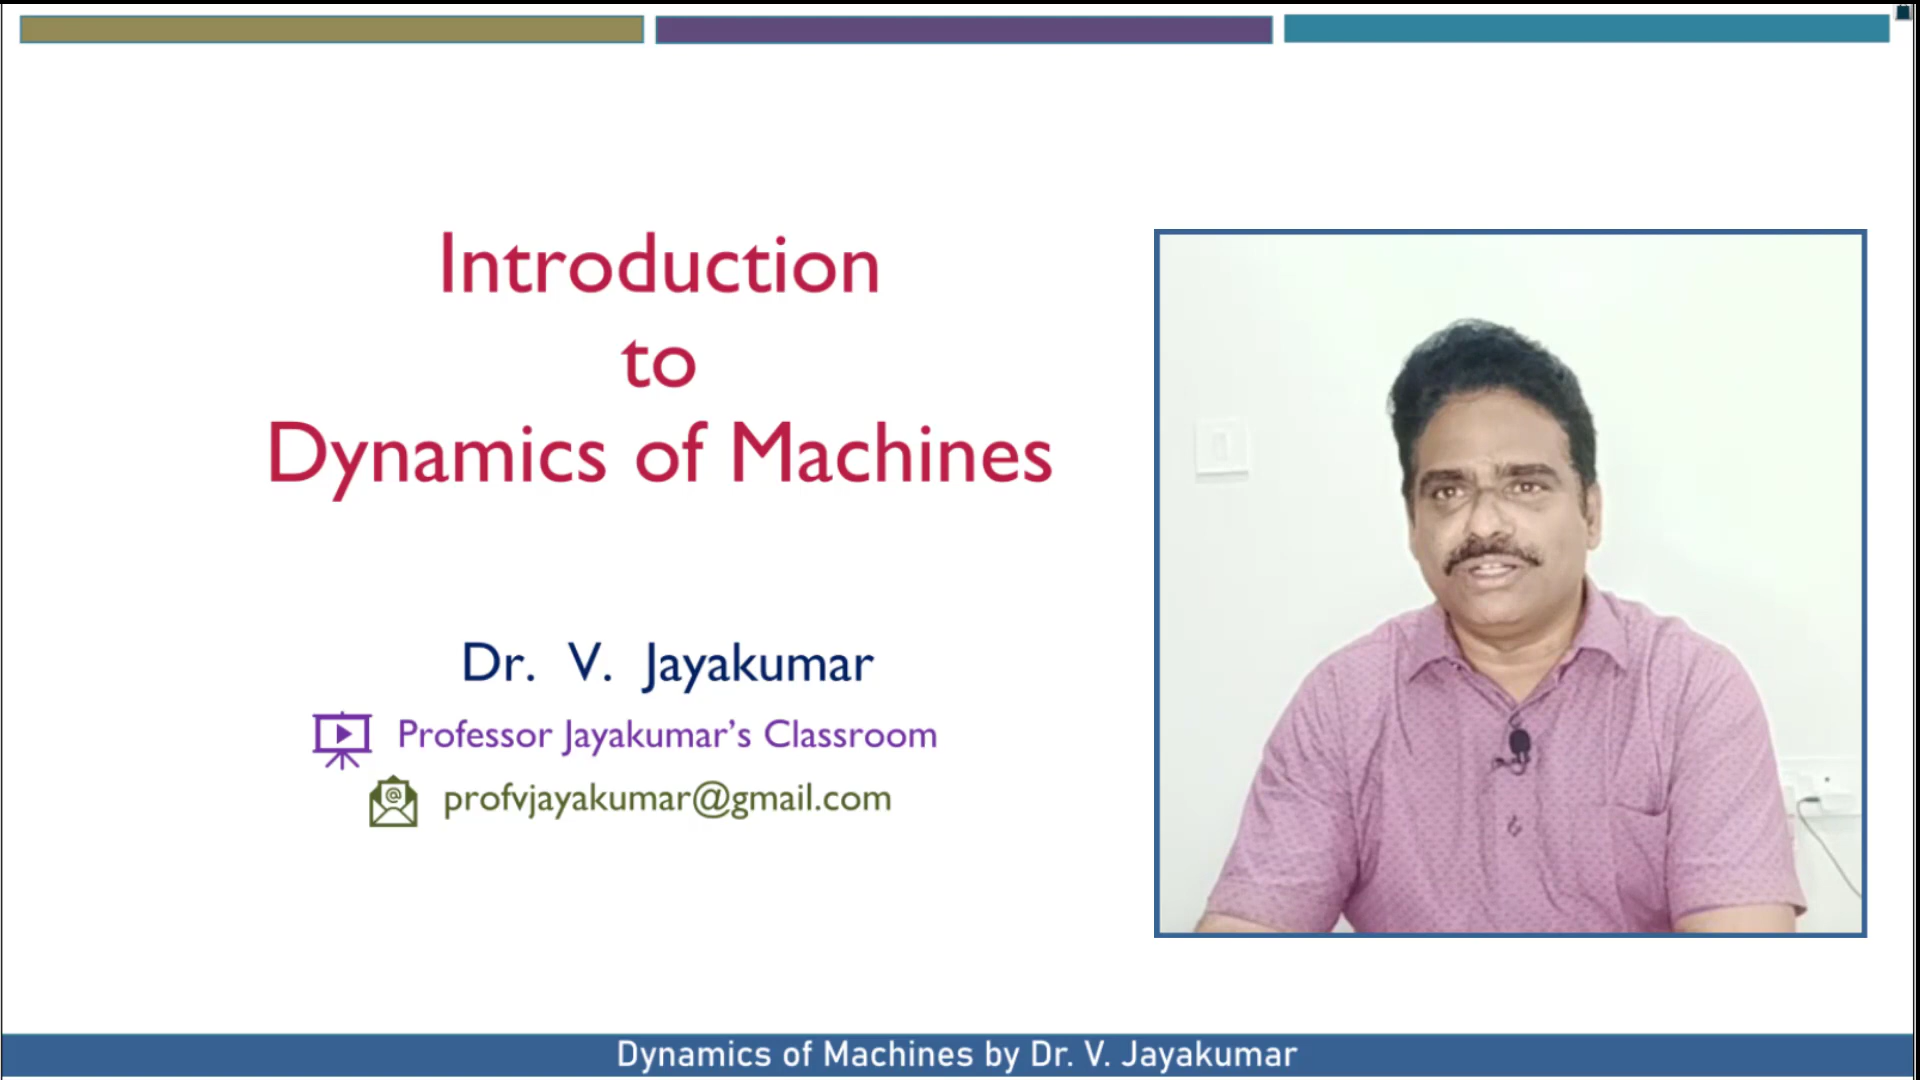 Introduction
to
Dynamics of Machines
Dr. V. Jayakumar
Professor Jayakumar’s Classroom
profvjayakumar@gmail.com
Dynamics of Machines by Dr. V. Jayakumar